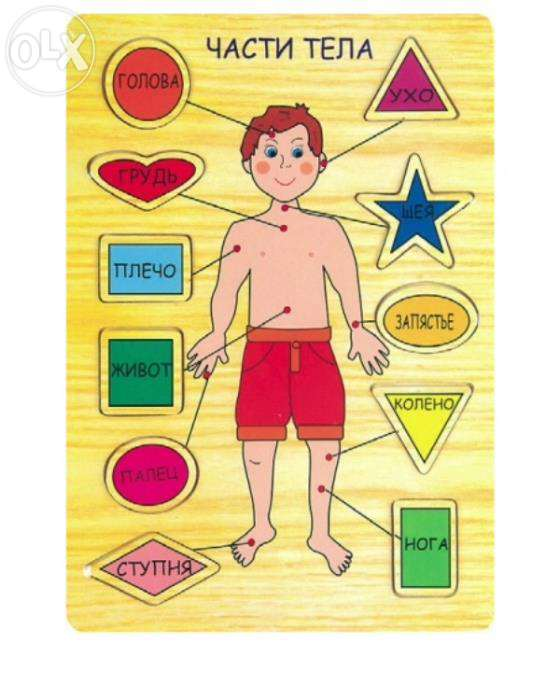 OLX
ЧАСТИ ТЕЛА
ГОЛОВА
УХО
ГРУДЬ
ШЕЯ
ПЛЕЧО
ЗАПЯСТЬЕ
ЖИВОТ
КОЛЕНО
ПАЛЕЦ
НОГА
СТУПНЯ